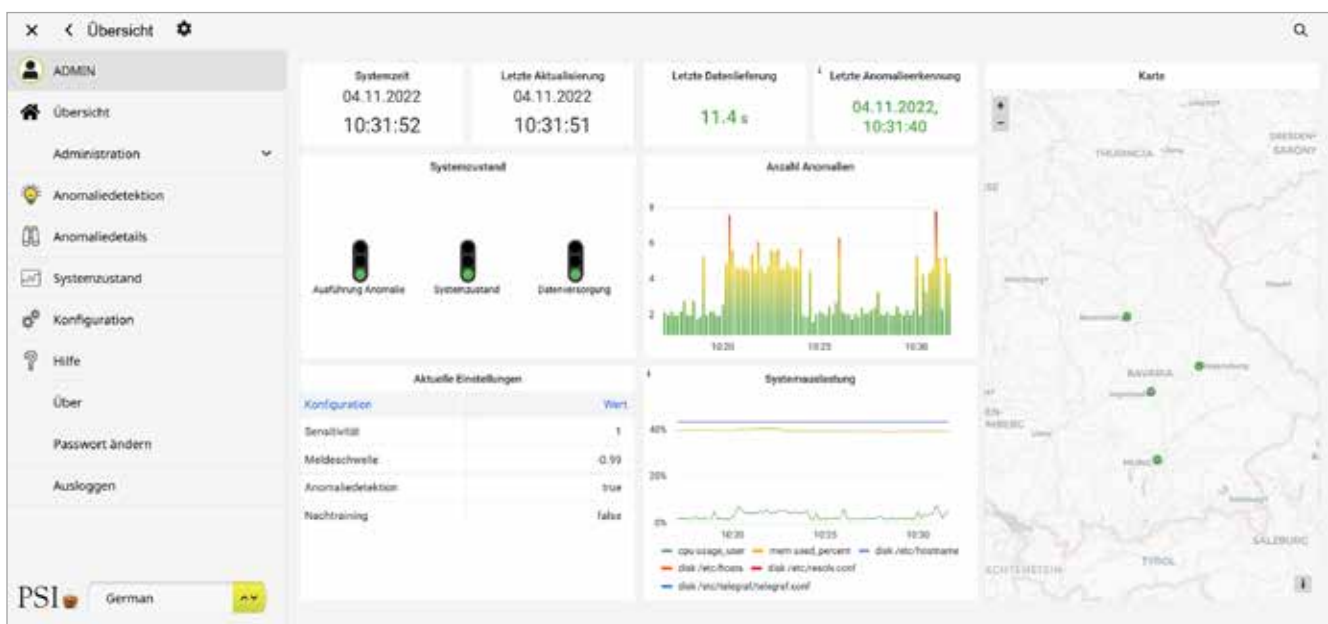 Übersicht
ADMIN
Übersicht
Administration
Anomaliedetektion
Anomaliedetails
Systemzustand
Konfiguration
Hilfe
Über
Passwort ändern
Ausloggen
PSI
German
Systemzeit
04.11.2022
10:31:52
Letzte Aktualisierung
04.11.2022
10:31:51
Letzte Datenlieferung
11.4 s
Letzte Anomalieerkennung
04.11.2022,
10:31:40
Systemzustand
Ausführung Anomalie
Systemzustand
Datenversorgung
Anzahl Anomalien
8
6
4
2
10:20
10:25
10:30
Aktuelle Einstellungen
Konfiguration Wert
Sensitivität 1
Meldeschwelle -0.99
Anomaliedetektion true
Nachtraining false
Systemauslastung
40%
20%
0%
10:20
10:25
10:30
cpu usage_user
mem used_percent
disk /etc/hostname
disk /etc/hosts
disk /etc/resolv.conf
disk /etc/telegraf/telegraf.conf
Karte
+
-
THURINGIA
DRESDEN
SAXONY
BAVARIA
SALZBURG
TYROL
i